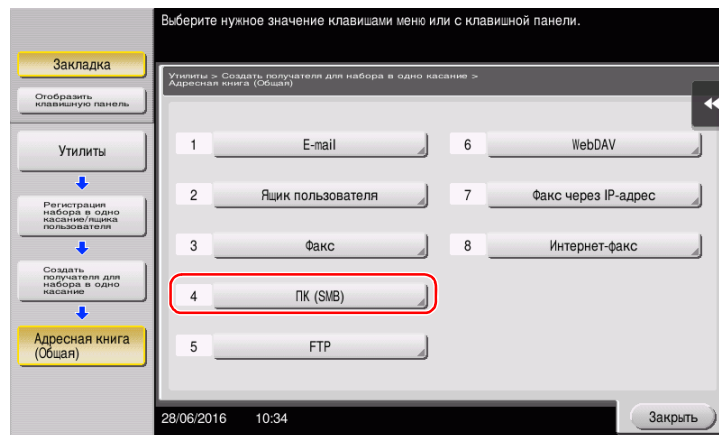 Выберите нужное значение клавишами меню или с клавишной панели.
Закладка
Отобразить
клавишную панель
Утилиты
Регистрация
набора в одно
касание/ящика
пользователя
Создать
получателя для
набора в одно
касание
Адресная книга
(Общая)
Утилиты > Создать получателя для набора в одно касание >
Адресная книга (Общая)
1 E-mail
2 Ящик пользователя
3 Факс
4 ПК (SMB)
5 FTP
6 WebDAV
7 Факс через IP-адрес
8 Интернет-факс
28/06/2016 10:34
Закрыть